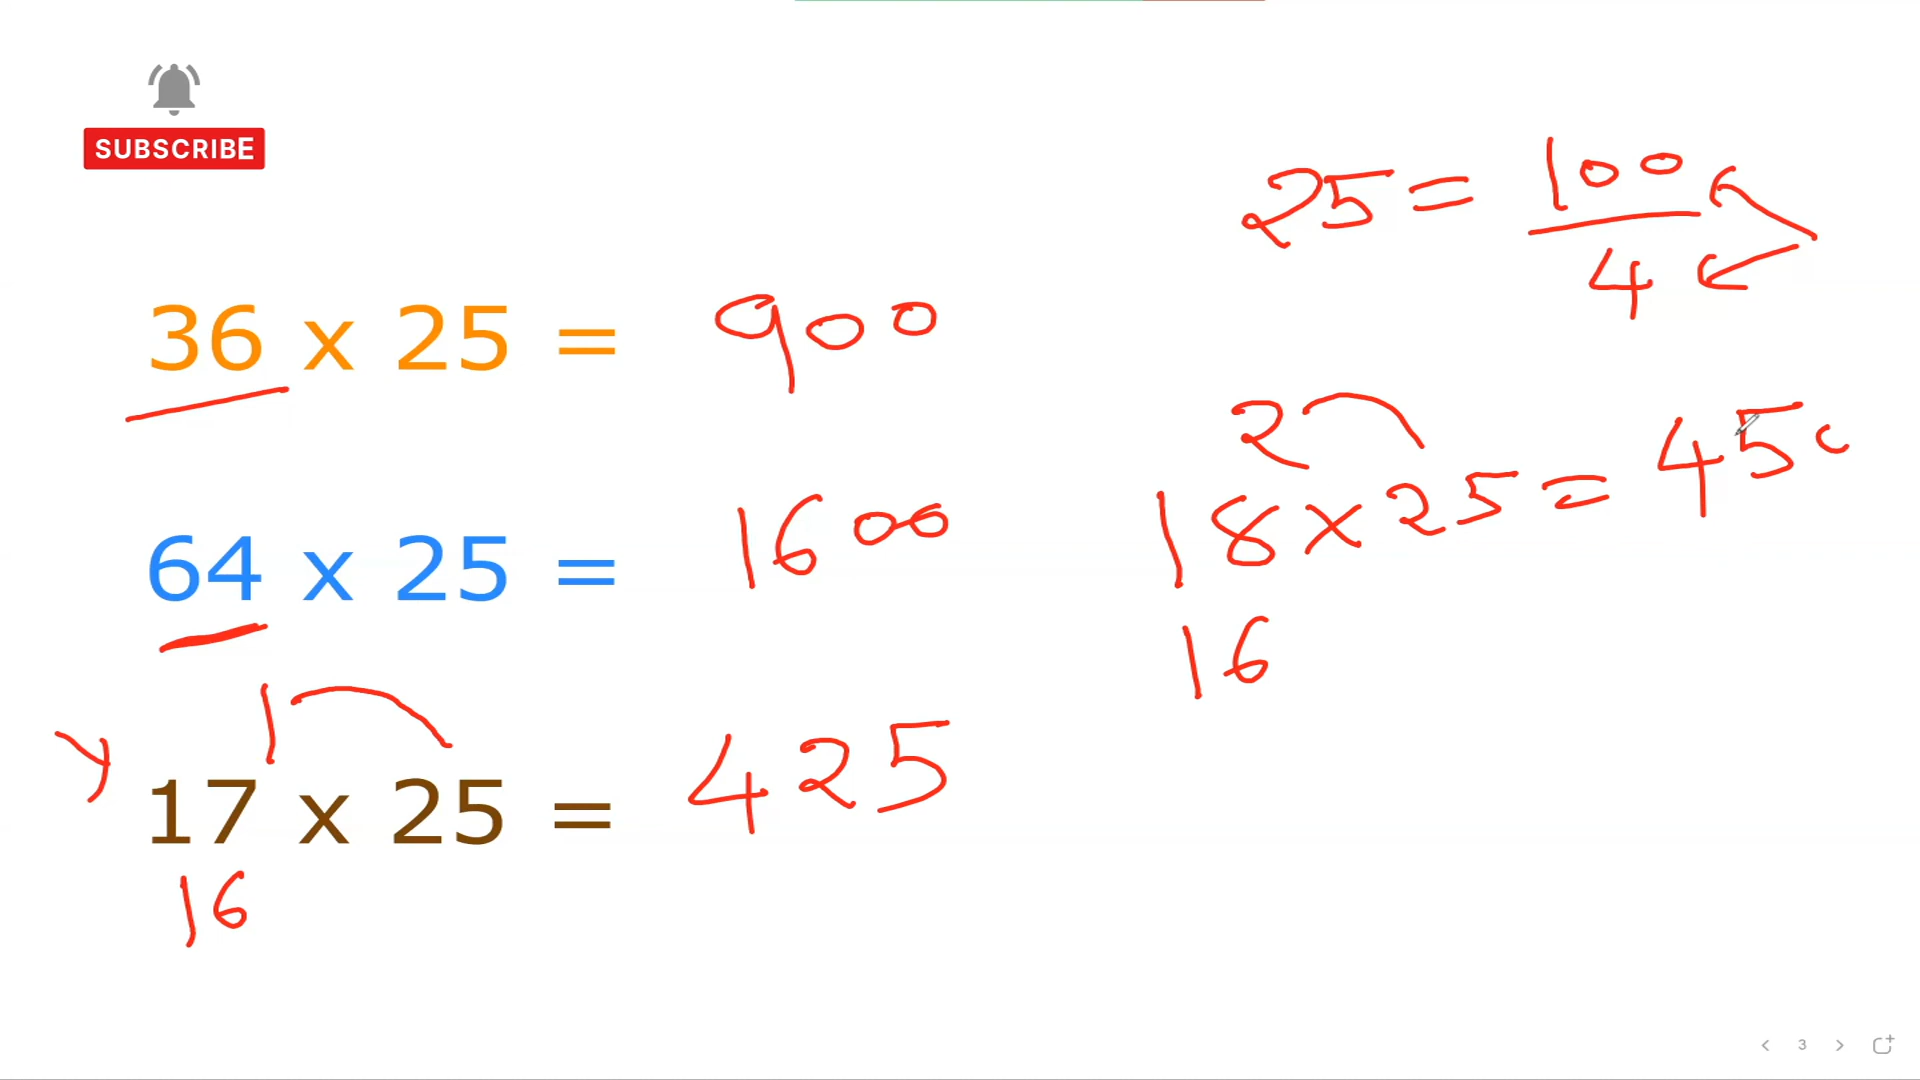 SUBSCRIBE
25 = 100
4
36 x 25 = 900
2
18 x 25 = 450
64 x 25 = 1600
16
1
17 x 25 = 425
16
3